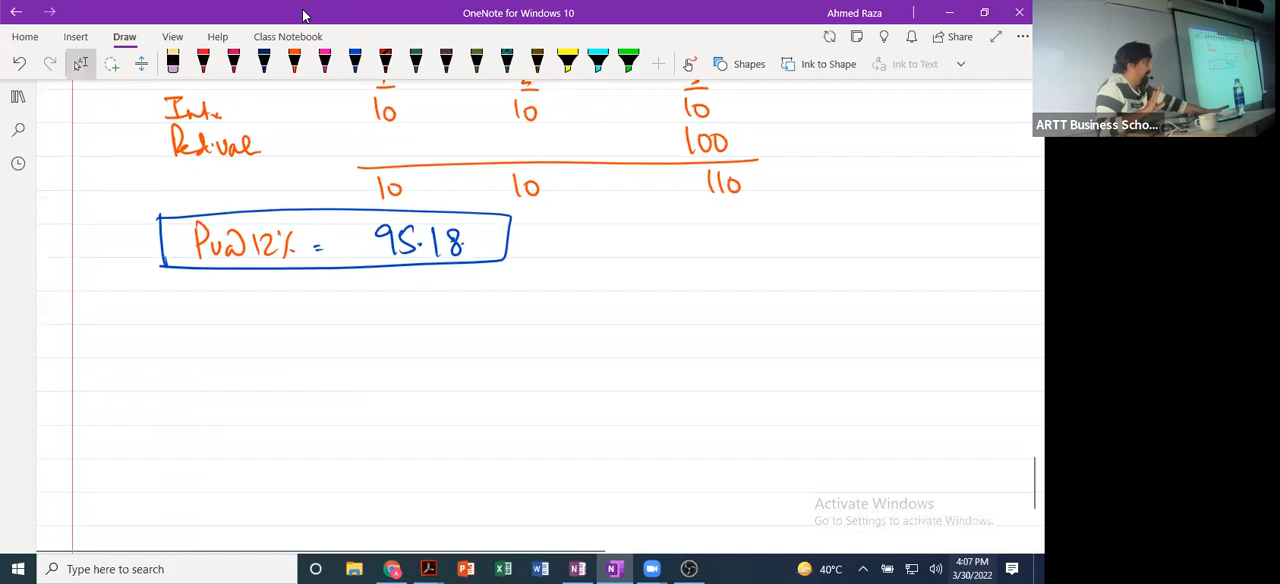 OneNote for Windows 10
Ahmed Raza
Home Insert Draw View Help Class Notebook
Share
Shapes Ink to Shape Ink to Text
Inte 10 10 10
100
10 10 110
PV@12% = 95.18
ARTT Business Scho...
Activate Windows
Go to Settings to activate Windows.
Type here to search
40°C
4:07 PM
3/30/2022